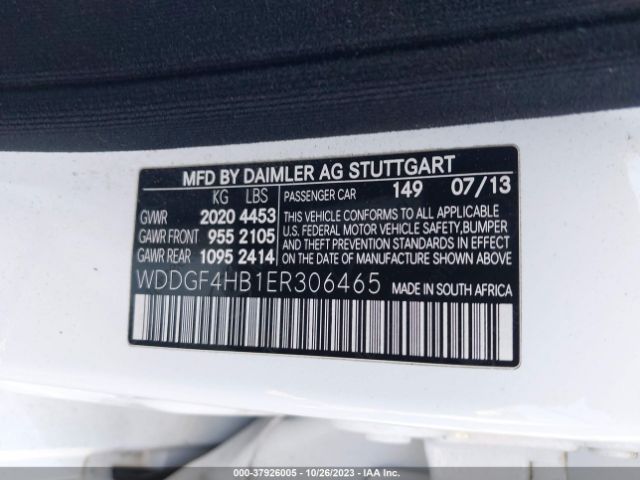 MFD BY DAIMLER AG STUTTGART
KG LBS PASSENGER CAR 149 07/13
GVWR 2020 4453
GAWR FRONT 955 2105
GAWR REAR 1095 2414
THIS VEHICLE CONFORMS TO ALL APPLICABLE
U.S. FEDERAL MOTOR VEHICLE SAFETY, BUMPER
AND THEFT PREVENTION STANDARDS IN EFFECT
ON THE DATE OF MANUFACTURE SHOWN ABOVE.
WDDGF4HB1ER306465 MADE IN SOUTH AFRICA
000-37926005 - 10/26/2023 - IAA Inc.